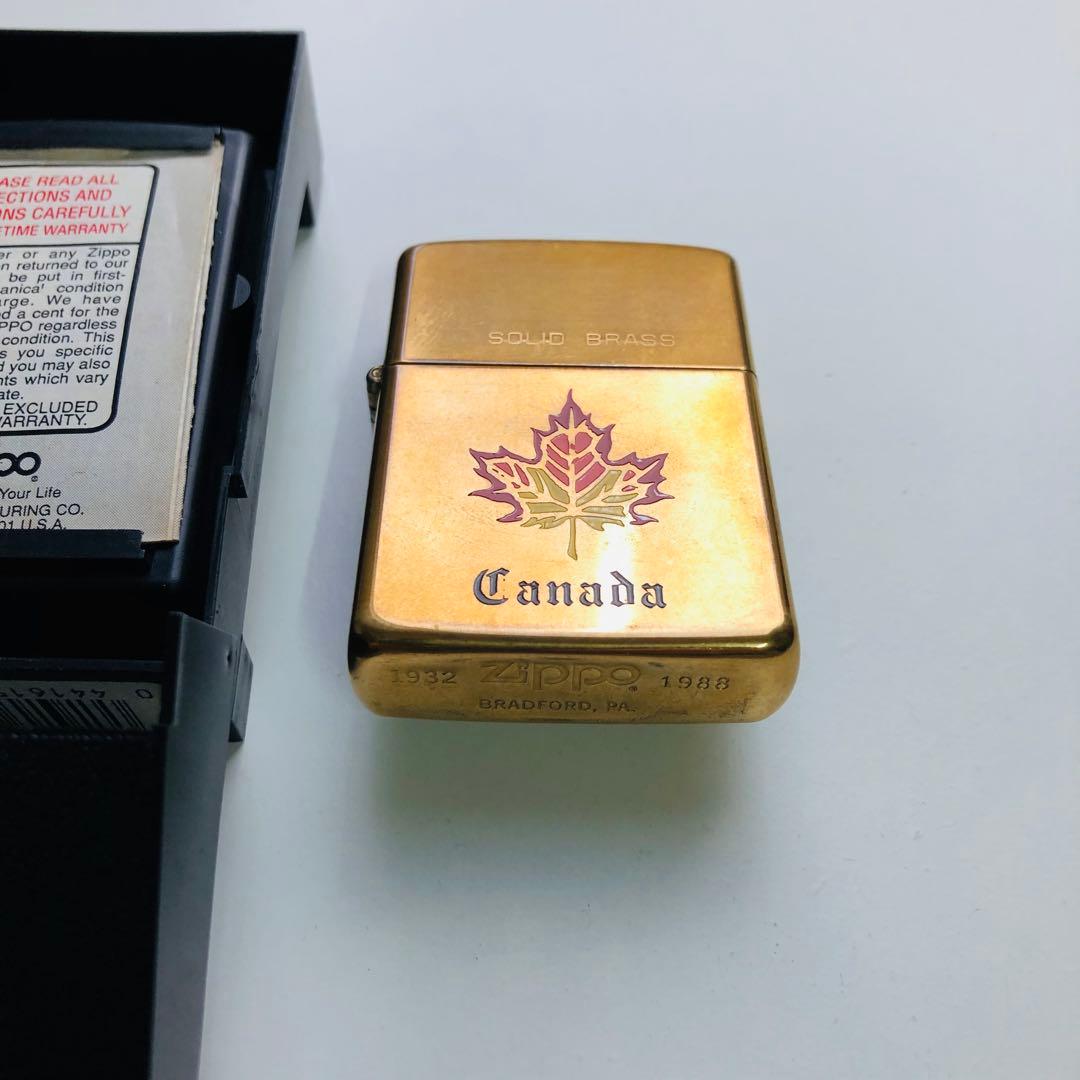 ASE READ ALL
ECTIONS AND
ONS CAREFULLY
ETIME WARRANTY
er or any Zippo
n returned to our
be put in first-
anical condition
arge. We have
d a cent for the
PPO regardless
condition. This
s you specific
d you may also
nts which vary
ate.
EXCLUDED
ARRANTY.
Your Life
URING CO.
01 U.S.A.
SOLID BRASS
Canada
1932 Zippo 1988
BRADFORD, PA.